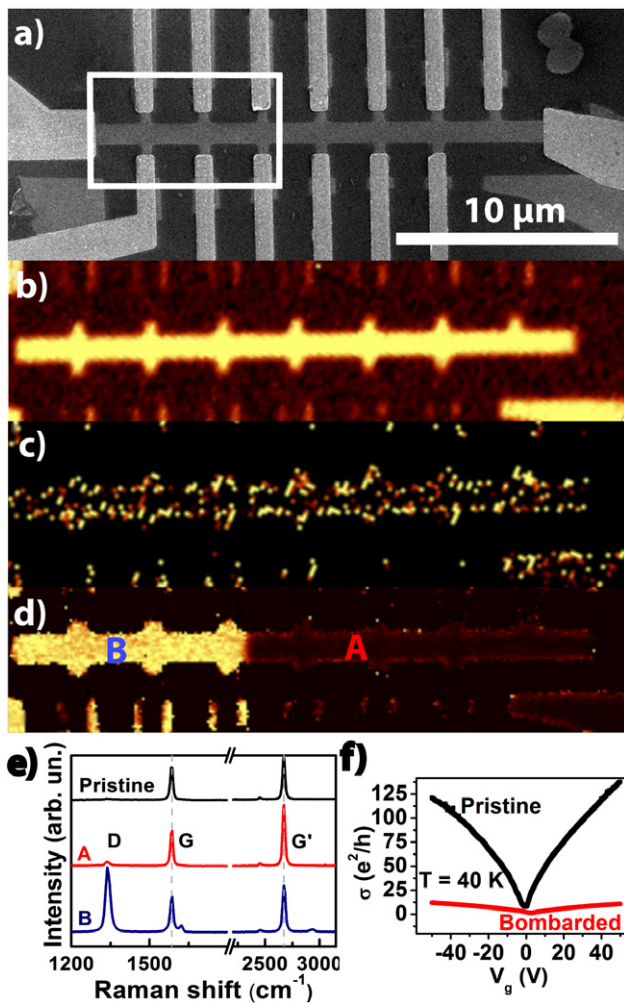 a)
10 µm
b)
c)
d)
B
A
e)
Intensity (arb. un.)
Pristine
A
D
G
G'
B
1200
1600
2500
3000
Raman shift (cm⁻¹)
f)
σ (e²/h)
125
100
75
50
25
0
Pristine
T = 40 K
Bombarded
-40 -20 0 20 40
V_g (V)